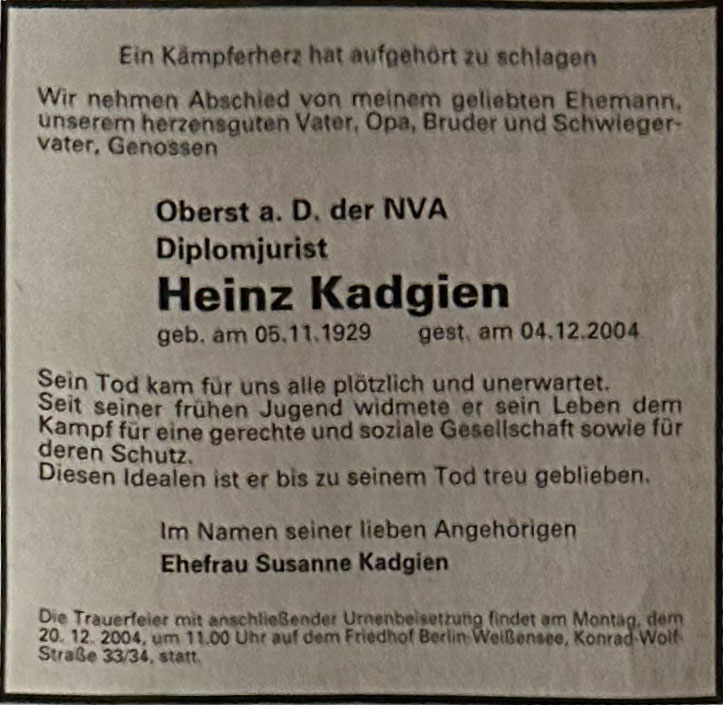 Ein Kämpferherz hat aufgehört zu schlagen
Wir nehmen Abschied von meinem geliebten Ehemann,
unserem herzensguten Vater, Opa, Bruder und Schwieger-
vater, Genossen
Oberst a. D. der NVA
Diplomjurist
Heinz Kadgien
geb. am 05.11.1929 gest. am 04.12.2004
Sein Tod kam für uns alle plötzlich und unerwartet.
Seit seiner frühen Jugend widmete er sein Leben dem
Kampf für eine gerechte und soziale Gesellschaft sowie für
deren Schutz.
Diesen Idealen ist er bis zu seinem Tod treu geblieben.
Im Namen seiner lieben Angehörigen
Ehefrau Susanne Kadgien
Die Trauerfeier mit anschließender Urnenbeisetzung findet am Montag, dem
20. 12. 2004, um 11.00 Uhr auf dem Friedhof Berlin-Weißensee, Konrad-Wolf-
Straße 33/34, statt.